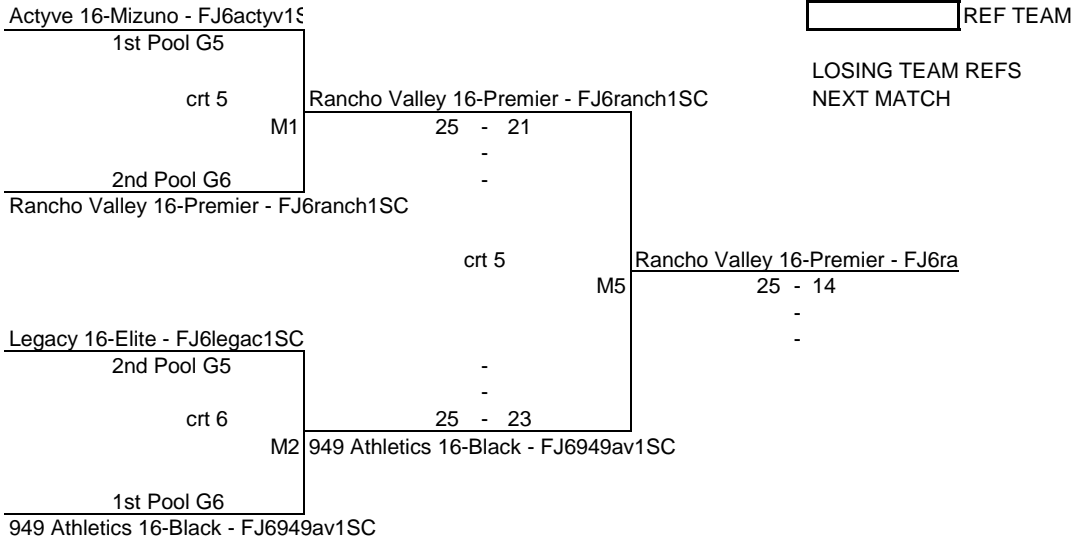 Actyve 16-Mizuno - FJ6actyv1S
REF TEAM
1st Pool G5
LOSING TEAM REFS
crt 5
Rancho Valley 16-Premier - FJ6ranch1SC
NEXT MATCH
M1
25 - 21
-
2nd Pool G6
-
Rancho Valley 16-Premier - FJ6ranch1SC
crt 5
Rancho Valley 16-Premier - FJ6ra
M5
25 - 14
-
Legacy 16-Elite - FJ6legac1SC
-
2nd Pool G5
-
-
crt 6
25 - 23
M2
949 Athletics 16-Black - FJ6949av1SC
1st Pool G6
949 Athletics 16-Black - FJ6949av1SC